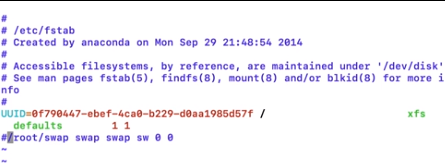 #
# /etc/fstab
# Created by anaconda on Mon Sep 29 21:48:54 2014
#
# Accessible filesystems, by reference, are maintained under '/dev/disk'
# See man pages fstab(5), findfs(8), mount(8) and/or blkid(8) for more i
nfo
#
UUID=0f790447-ebef-4ca0-b229-d0aa1985d57f / xfs
defaults 1 1
#/root/swap swap swap sw 0 0
~
~